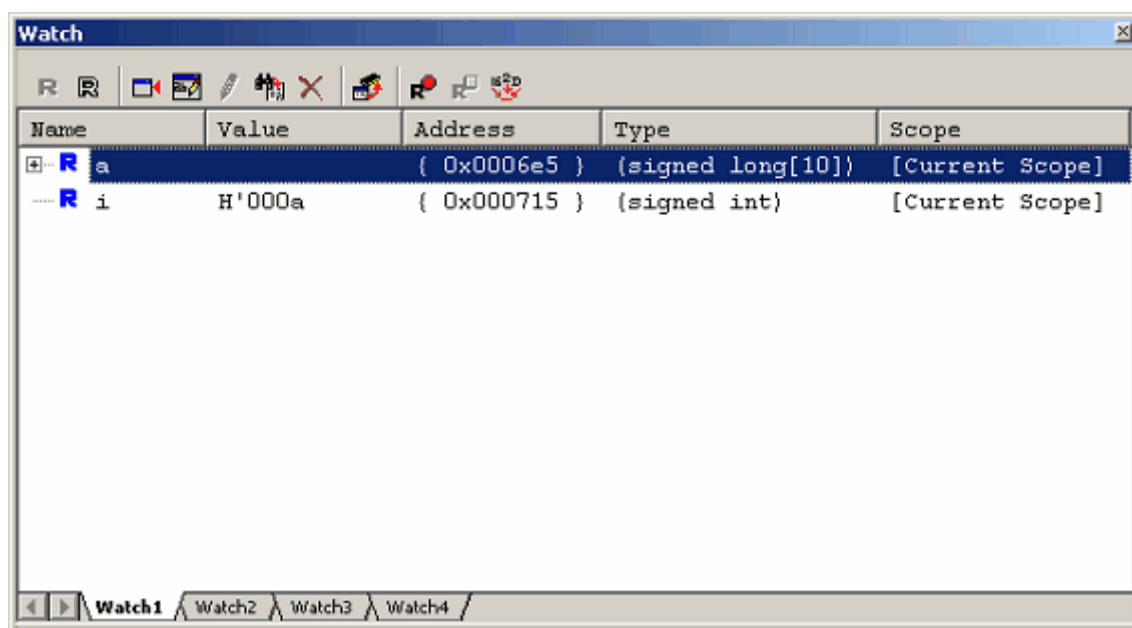 Watch
Name Value Address Type Scope
a { 0x0006e5 } (signed long[10]) [Current Scope]
R i H'000a { 0x000715 } (signed int) [Current Scope]
Watch1 Watch2 Watch3 Watch4